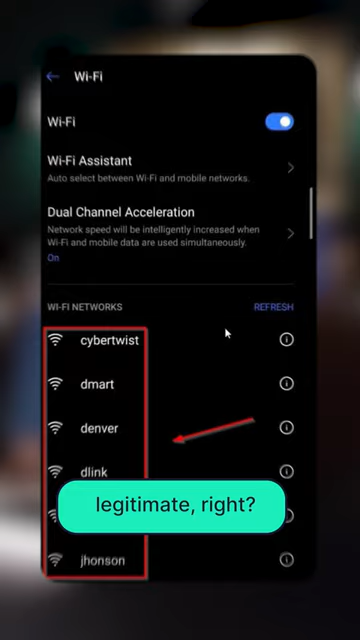 Wi-Fi
Wi-Fi
Wi-Fi Assistant
Auto select between Wi-Fi and mobile networks.
Dual Channel Acceleration
Network speed will be intelligently increased when
Wi-Fi and mobile data are used simultaneously.
On
WI-FI NETWORKS
REFRESH
cybertwist
dmart
denver
dlink
legitimate, right?
jhonson